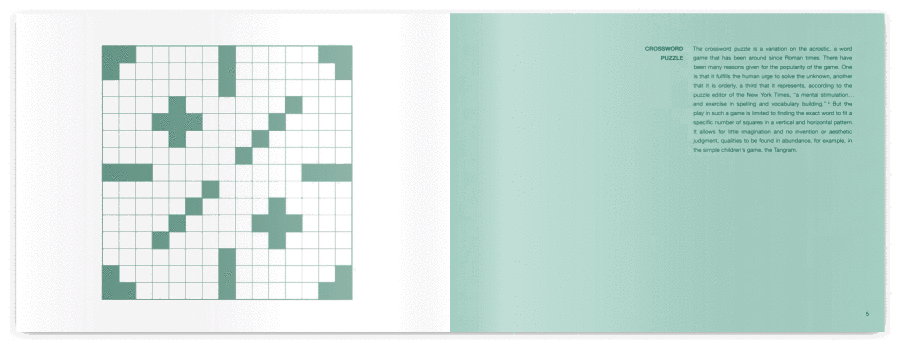 CROSSWORD
PUZZLE
The crossword puzzle is a variation on the acrostic, a word
game that has been around since Roman times. There have
been many reasons given for the popularity of the game. One
is that it fulfills the human urge to solve the unknown, another
that it is orderly, a third that it represents, according to the
puzzle editor of the New York Times, "a mental stimulation...
and exercise in spelling and vocabulary building." But the
play in such a game is limited to finding the exact word to fit a
specific number of squares in a vertical and horizontal pattern.
It allows for little imagination and no invention or aesthetic
judgment, qualities to be found in abundance, for example, in
the simple children's game, the Tangram.
5